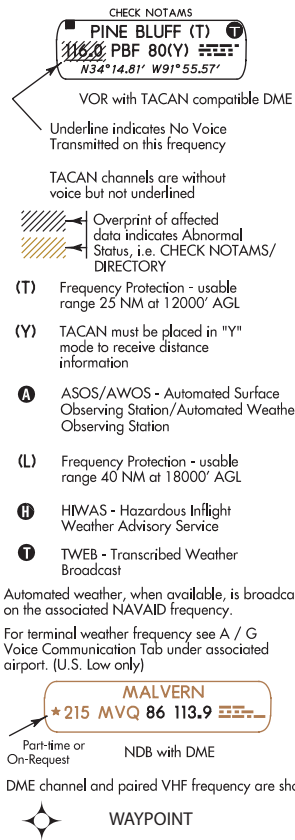 CHECK NOTAMS
PINE BLUFF (T) T
116.0 PBF 80(Y)
N34°14.81' W91°55.57'
VOR with TACAN compatible DME
Underline indicates No Voice
Transmitted on this frequency
TACAN channels are without
voice but not underlined
Overprint of affected
data indicates Abnormal
Status, i.e. CHECK NOTAMS/
DIRECTORY
(T) Frequency Protection - usable
range 25 NM at 12000' AGL
(Y) TACAN must be placed in "Y"
mode to receive distance
information
A ASOS/AWOS - Automated Surface
Observing Station/Automated Weathe
Observing Station
(L) Frequency Protection - usable
range 40 NM at 18000' AGL
H HIWAS - Hazardous Inflight
Weather Advisory Service
T TWEB - Transcribed Weather
Broadcast
Automated weather, when available, is broadca
on the associated NAVAID frequency.
For terminal weather frequency see A / G
Voice Communication Tab under associated
airport. (U.S. Low only)
MALVERN
*215 MVQ 86 113.9
Part-time or
On-Request
NDB with DME
DME channel and paired VHF frequency are sho
WAYPOINT